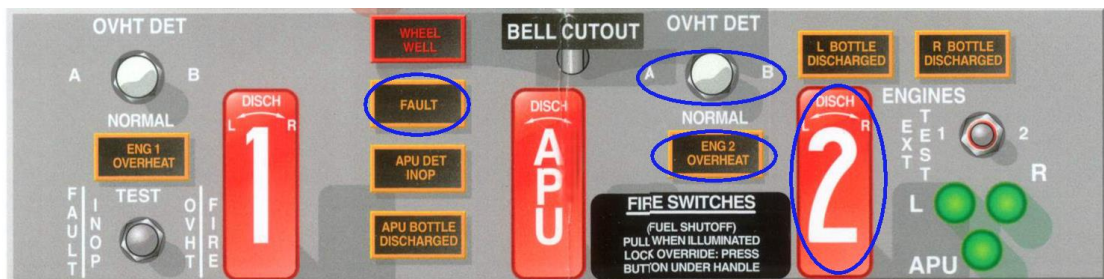 OVHT DET
A
B
NORMAL
ENG 1
OVERHEAT
TEST
FAULT
INOP
OVHT
FIRE
DISCH
L R
1
WHEEL
WELL
FAULT
APU DET
INOP
APU BOTTLE
DISCHARGED
BELL CUTOUT
DISCH
APU
OVHT DET
A
B
NORMAL
ENG 2
OVERHEAT
FIRE SWITCHES
(FUEL SHUTOFF)
PULL WHEN ILLUMINATED
LOCK OVERRIDE: PRESS
BUTTON UNDER HANDLE
L BOTTLE
DISCHARGED
R BOTTLE
DISCHARGED
DISCH
L R
2
ENGINES
EXT
TEST
1
2
L
R
APU